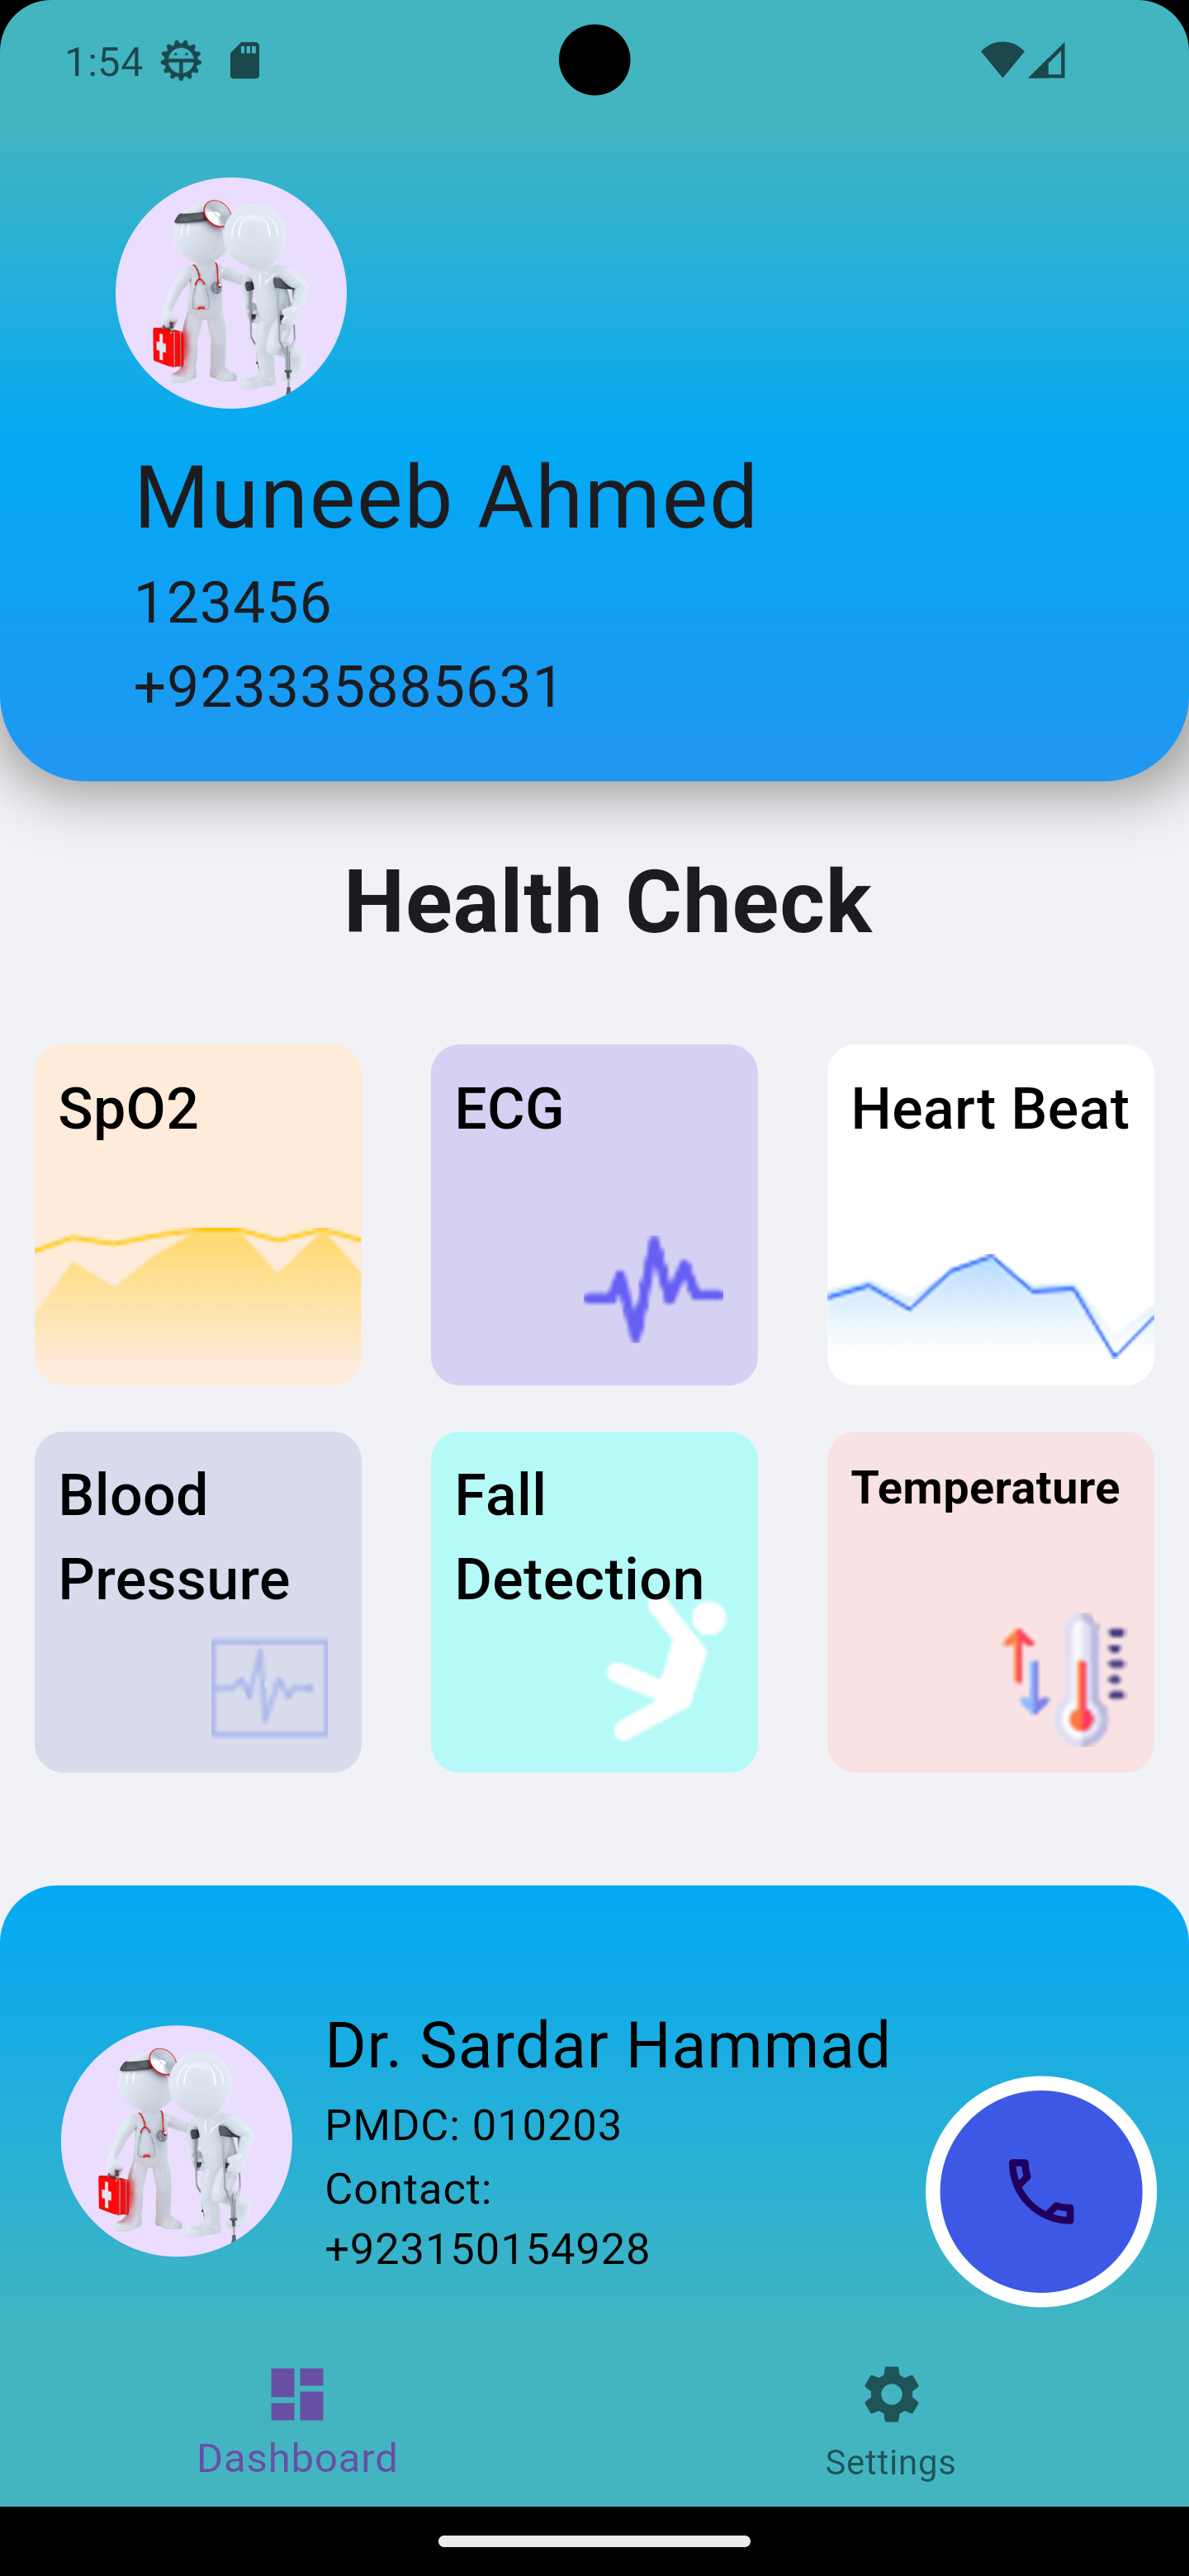 1:54
Muneeb Ahmed
123456
+923335885631
Health Check
SpO2
ECG
Heart Beat
Blood
Pressure
Fall
Detection
Temperature
Dr. Sardar Hammad
PMDC: 010203
Contact:
+923150154928
Dashboard
Settings